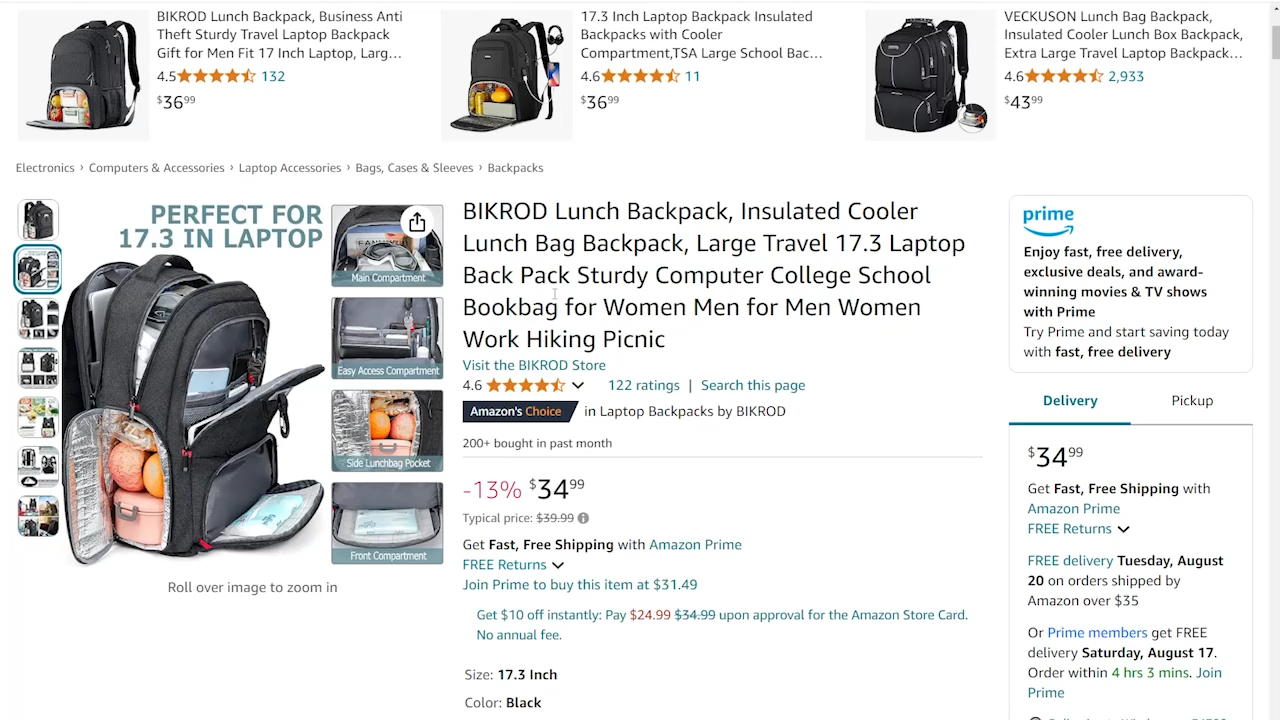 BIKROD Lunch Backpack, Business Anti
Theft Sturdy Travel Laptop Backpack
Gift for Men Fit 17 Inch Laptop, Larg…
4.5 132
$3699
17.3 Inch Laptop Backpack Insulated
Backpacks with Cooler
Compartment,TSA Large School Bac…
4.6 11
$3699
VECKUSON Lunch Bag Backpack,
Insulated Cooler Lunch Box Backpack,
Extra Large Travel Laptop Backpack…
4.6 2,933
$4399
Electronics › Computers & Accessories › Laptop Accessories › Bags, Cases & Sleeves › Backpacks
PERFECT FOR
17.3 IN LAPTOP
Main Compartment
Easy Access Compartment
Side Lunchbag Pocket
Front Compartment
Roll over image to zoom in
BIKROD Lunch Backpack, Insulated Cooler
Lunch Bag Backpack, Large Travel 17.3 Laptop
Back Pack Sturdy Computer College School
Bookbag for Women Men for Men Women
Work Hiking Picnic
Visit the BIKROD Store
4.6 122 ratings | Search this page
Amazon's Choice in Laptop Backpacks by BIKROD
200+ bought in past month
-13% $3499
Typical price: $39.99
Get Fast, Free Shipping with Amazon Prime
FREE Returns
Join Prime to buy this item at $31.49
Get $10 off instantly: Pay $24.99 $34.99 upon approval for the Amazon Store Card.
No annual fee.
Size: 17.3 Inch
Color: Black
prime
Enjoy fast, free delivery,
exclusive deals, and award-
winning movies & TV shows
with Prime
Try Prime and start saving today
with fast, free delivery
Delivery Pickup
$3499
Get Fast, Free Shipping with
Amazon Prime
FREE Returns
FREE delivery Tuesday, August
20 on orders shipped by
Amazon over $35
Or Prime members get FREE
delivery Saturday, August 17.
Order within 4 hrs 3 mins. Join
Prime